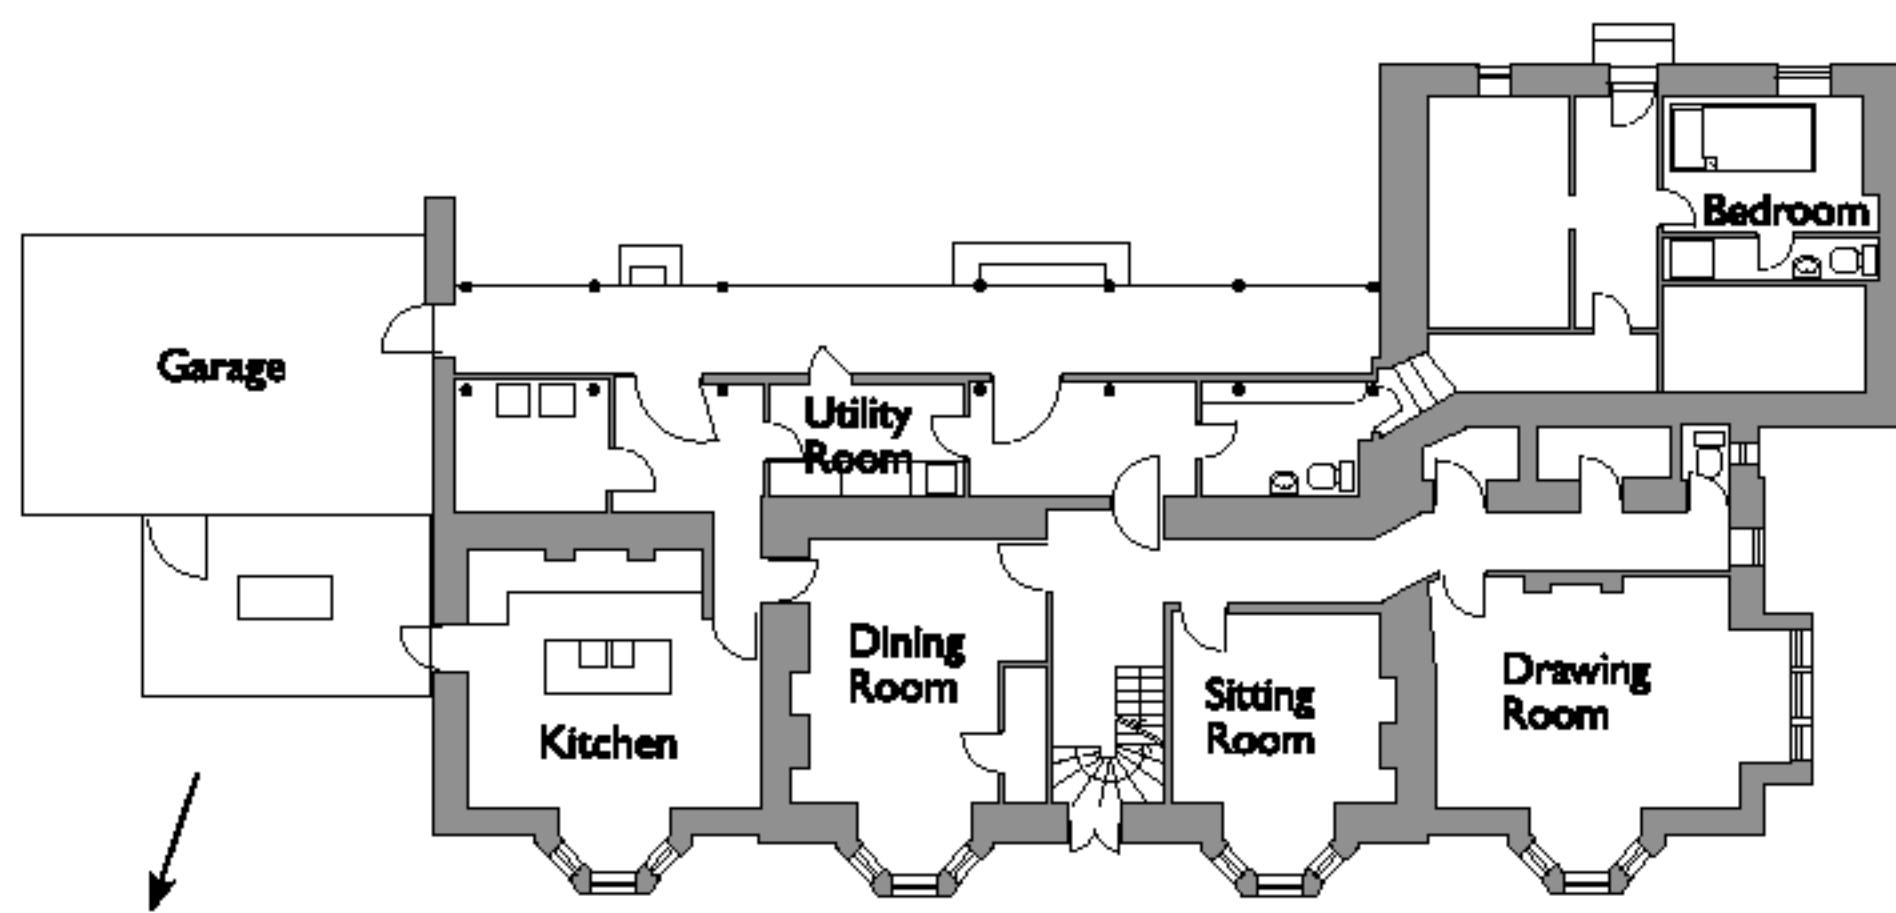 Bedroom
Garage
Utility
Room
Dining
Room
Kitchen
Sitting
Room
Drawing
Room